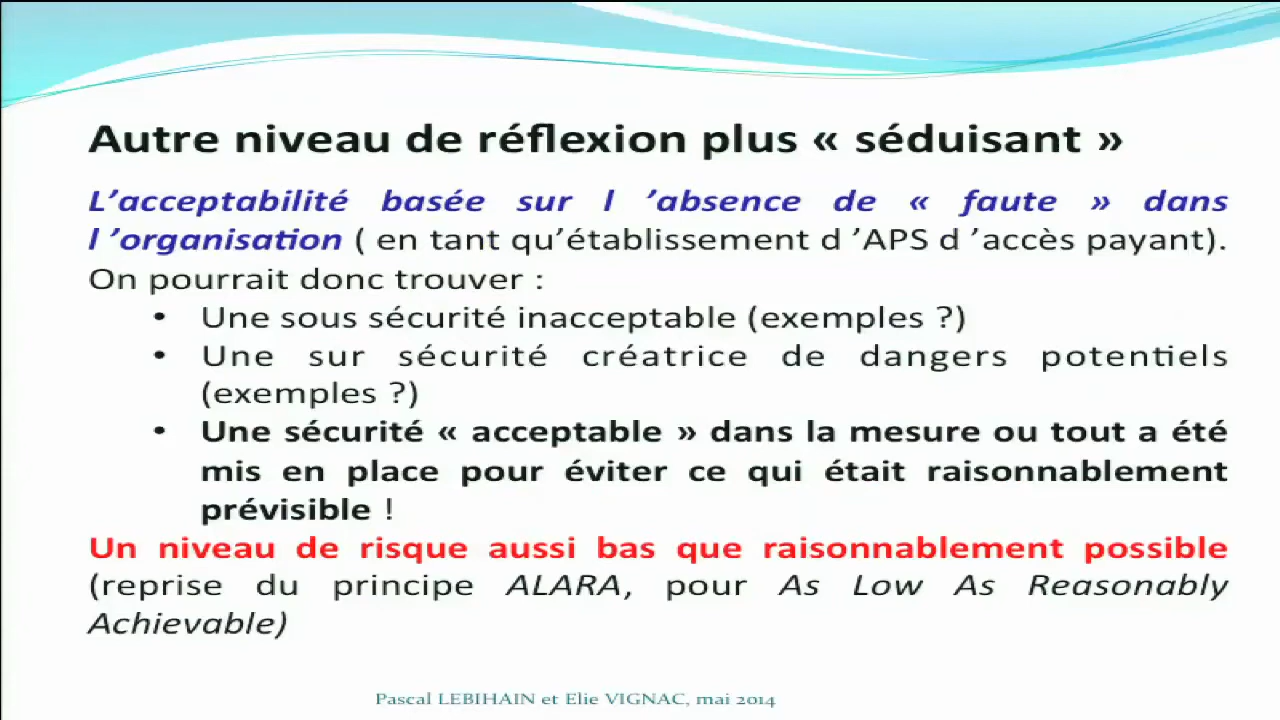 Autre niveau de réflexion plus « séduisant »
L’acceptabilité basée sur l ’absence de « faute » dans
l ’organisation ( en tant qu’établissement d ’APS d ’accès payant).
On pourrait donc trouver :
• Une sous sécurité inacceptable (exemples ?)
• Une sur sécurité créatrice de dangers potentiels
(exemples ?)
• Une sécurité « acceptable » dans la mesure ou tout a été
mis en place pour éviter ce qui était raisonnablement
prévisible !
Un niveau de risque aussi bas que raisonnablement possible
(reprise du principe ALARA, pour As Low As Reasonably
Achievable)
Pascal LEBIHAIN et Elie VIGNAC, mai 2014